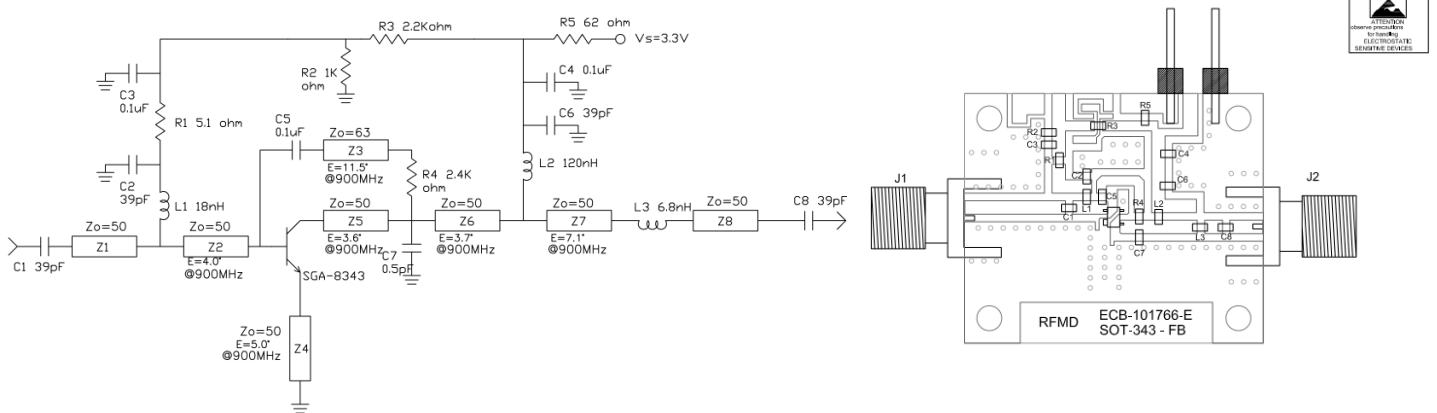 R3 2.2Kohm
R5 62 ohm
Vs=3.3V
R2 1K
ohm
C3
0.1uF
R1 5.1 ohm
C4 0.1uF
C6 39pF
C5
0.1uF
Zo=63
Z3
E=11.5°
@900MHz
C2
39pF
L2 120nH
R4 2.4K
ohm
L1 18nH
Zo=50
Z1
Zo=50
Z2
E=4.0°
@900MHz
Zo=50
Z5
E=3.6°
@900MHz
Zo=50
Z6
E=3.7°
@900MHz
Zo=50
Z7
E=7.1°
@900MHz
L3 6.8nH
Zo=50
Z8
C8 39pF
C1 39pF
C7
0.5pF
SGA-8343
Zo=50
E=5.0°
@900MHz
Z4
ATTENTION
observe precautions
for handling
ELECTROSTATIC
SENSITIVE DEVICES
J1
J2
R5
R3
R2
C3
R1
C2
C4
C6
L1
C5
C1
R4
L2
L3
C8
C7
RFMD
ECB-101766-E
SOT-343 - FB